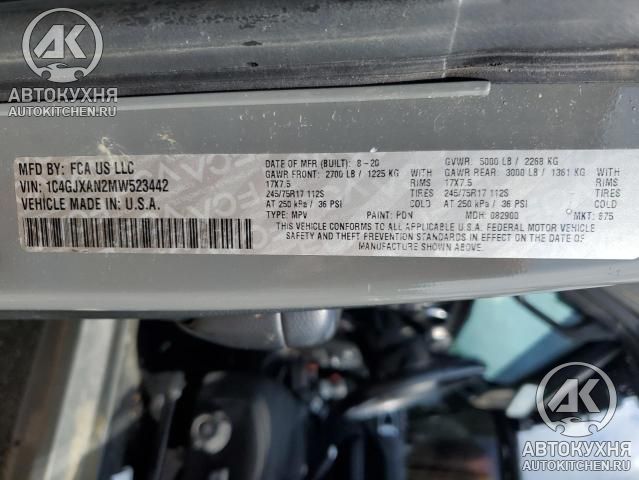 АК
АВТОКУХНЯ
AUTOKITCHEN.RU
MFD BY: FCA US LLC
VIN: 1C4GJXAN2MW523442
VEHICLE MADE IN: U.S.A.
DATE OF MFR (BUILT): 8-20 GVWR: 5000 LB / 2268 KG
GAWR FRONT: 2700 LB / 1225 KG WITH GAWR REAR: 3000 LB / 1361 KG WITH
17X7.5 RIMS 17X7.5 RIMS
245/75R17 112S TIRES 245/75R17 112S TIRES
AT 250 kPa / 36 PSI COLD AT 250 kPa / 36 PSI COLD
TYPE: MPV PAINT: PDN MDH: 082900 MKT: 875
THIS VEHICLE CONFORMS TO ALL APPLICABLE U.S.A. FEDERAL MOTOR VEHICLE
SAFETY AND THEFT PREVENTION STANDARDS IN EFFECT ON THE DATE OF
MANUFACTURE SHOWN ABOVE.
АК
АВТОКУХНЯ
AUTOKITCHEN.RU